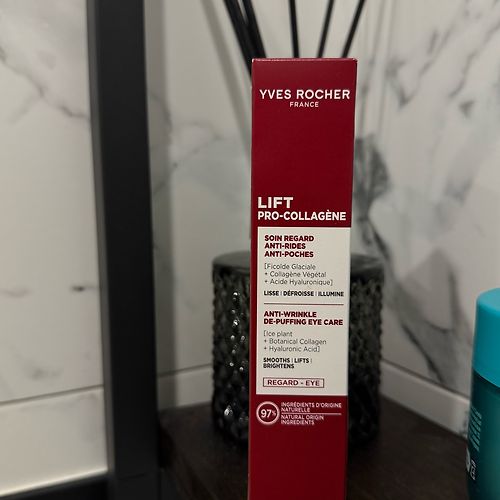 YVES ROCHER
FRANCE
LIFT
PRO-COLLAGÈNE
SOIN REGARD
ANTI-RIDES
ANTI-POCHES
[Ficoïde Glaciale
+ Collagène Végétal
+ Acide Hyaluronique]
LISSE | DÉFROISSE | ILLUMINE
ANTI-WRINKLE
DE-PUFFING EYE CARE
[Ice plant
+ Botanical Collagen
+ Hyaluronic Acid]
SMOOTHS | LIFTS |
BRIGHTENS
REGARD - EYE
97%
INGRÉDIENTS D'ORIGINE
NATURELLE
NATURAL ORIGIN
INGREDIENTS